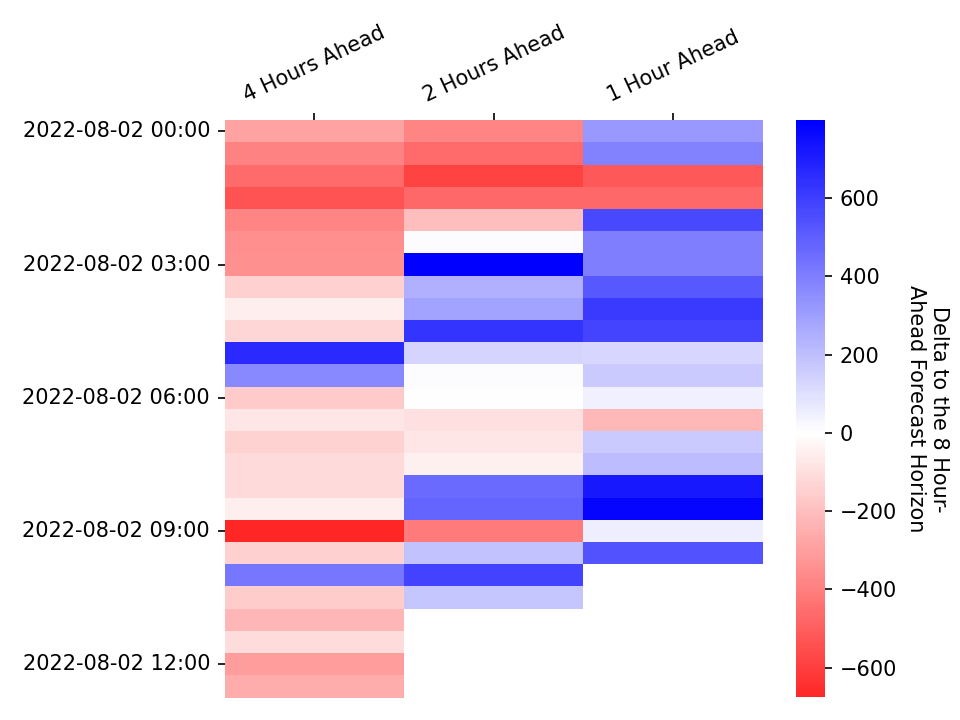 4 Hours Ahead
2 Hours Ahead
1 Hour Ahead
2022-08-02 00:00
2022-08-02 03:00
2022-08-02 06:00
2022-08-02 09:00
2022-08-02 12:00
600
400
200
0
−200
−400
−600
Delta to the 8 Hour-
Ahead Forecast Horizon